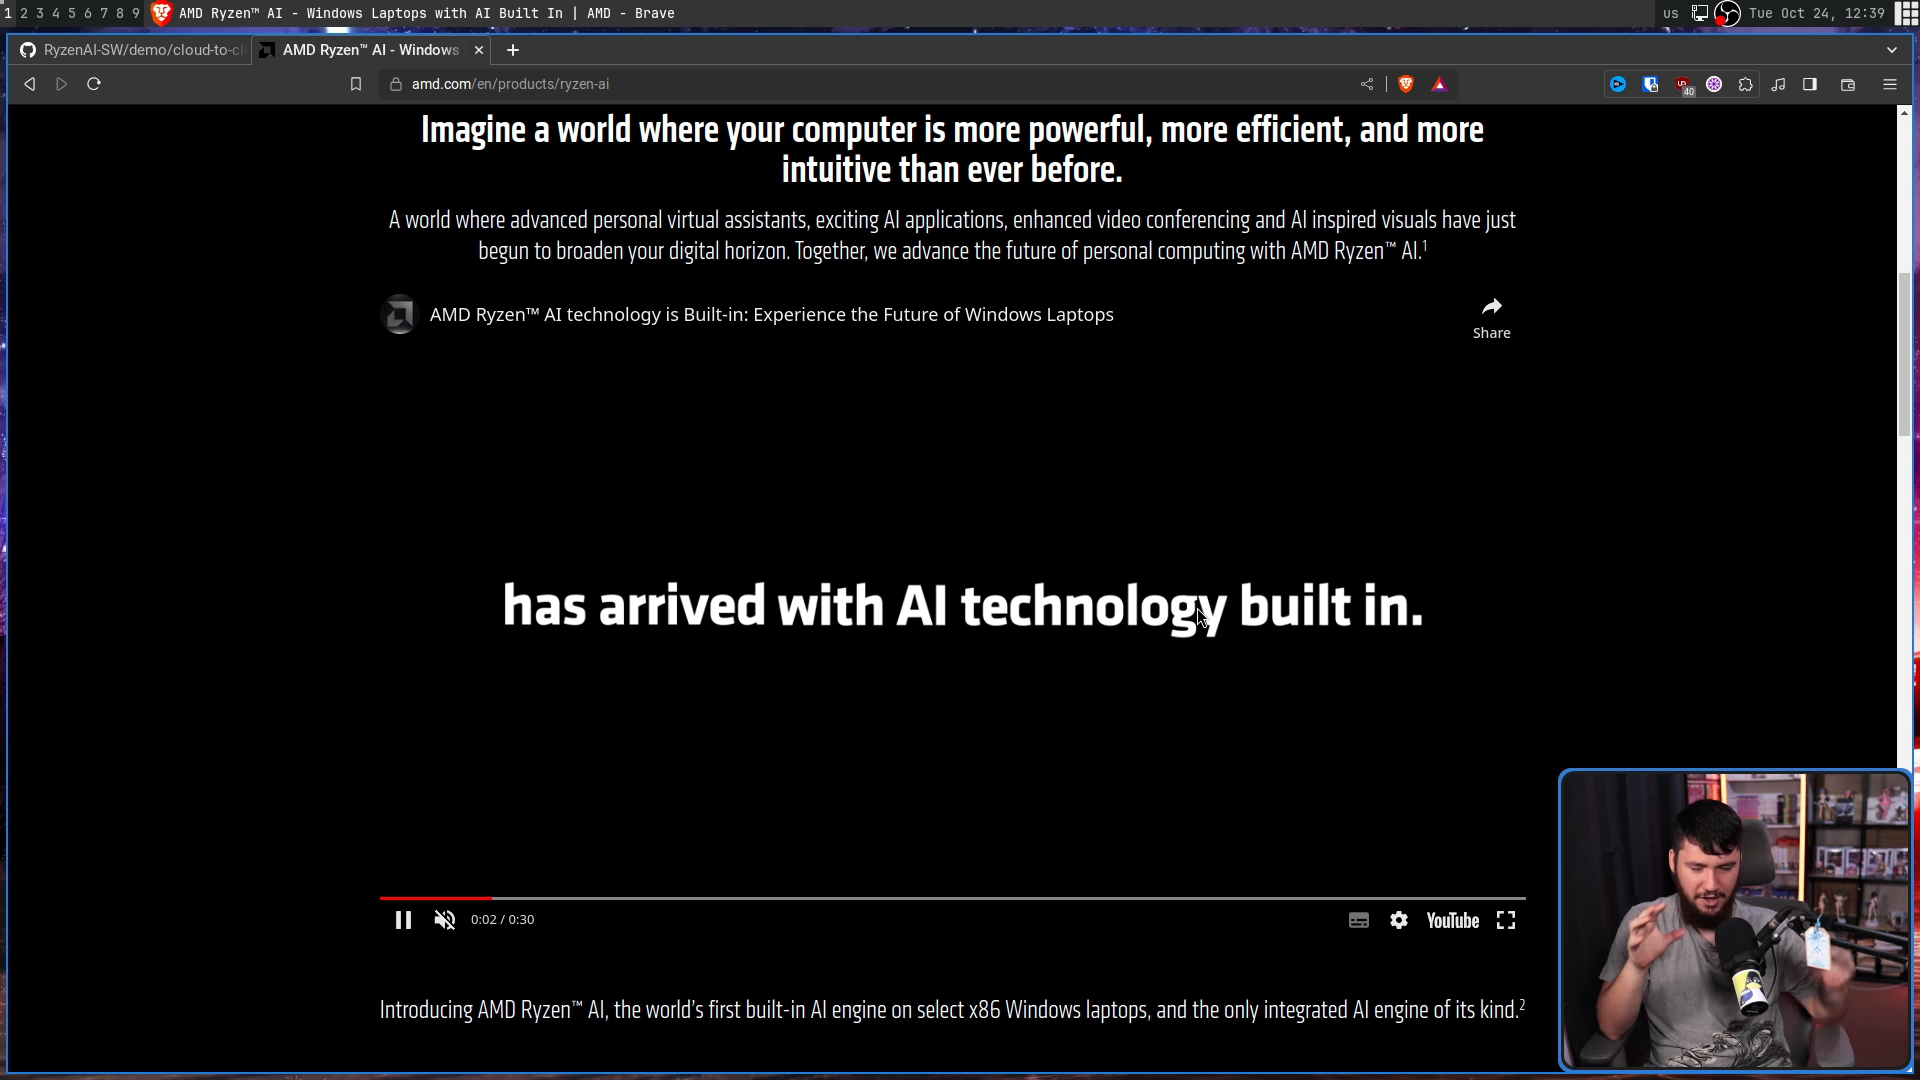 1 2 3 4 5 6 7 8 9 AMD Ryzen™ AI - Windows Laptops with AI Built In | AMD - Brave us Tue Oct 24, 12:39
RyzenAI-SW/demo/cloud-to-cl AMD Ryzen™ AI - Windows
amd.com/en/products/ryzen-ai 40
Imagine a world where your computer is more powerful, more efficient, and more
intuitive than ever before.
A world where advanced personal virtual assistants, exciting AI applications, enhanced video conferencing and AI inspired visuals have just
begun to broaden your digital horizon. Together, we advance the future of personal computing with AMD Ryzen™ AI.¹
AMD Ryzen™ AI technology is Built-in: Experience the Future of Windows Laptops
Share
has arrived with AI technology built in.
0:02 / 0:30 YouTube
Introducing AMD Ryzen™ AI, the world's first built-in AI engine on select x86 Windows laptops, and the only integrated AI engine of its kind.²